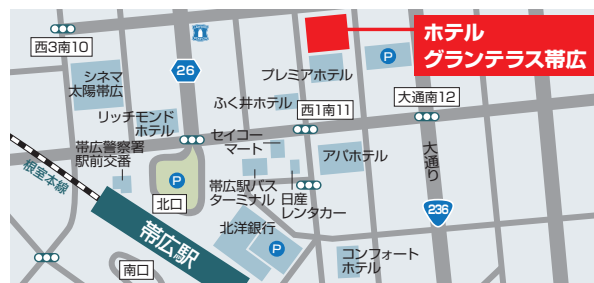 ホテル
グランテラス帯広
西3南10
シネマ
太陽帯広
26
プレミアホテル
P
リッチモンド
ホテル
ふく井ホテル
西1南11
大通南12
セイコー
マート
アパホテル
大通り
帯広警察署
駅前交番
根室本線
P
北口
帯広駅バス
ターミナル
日産
レンタカー
236
帯広駅
北洋銀行
P
南口
コンフォート
ホテル